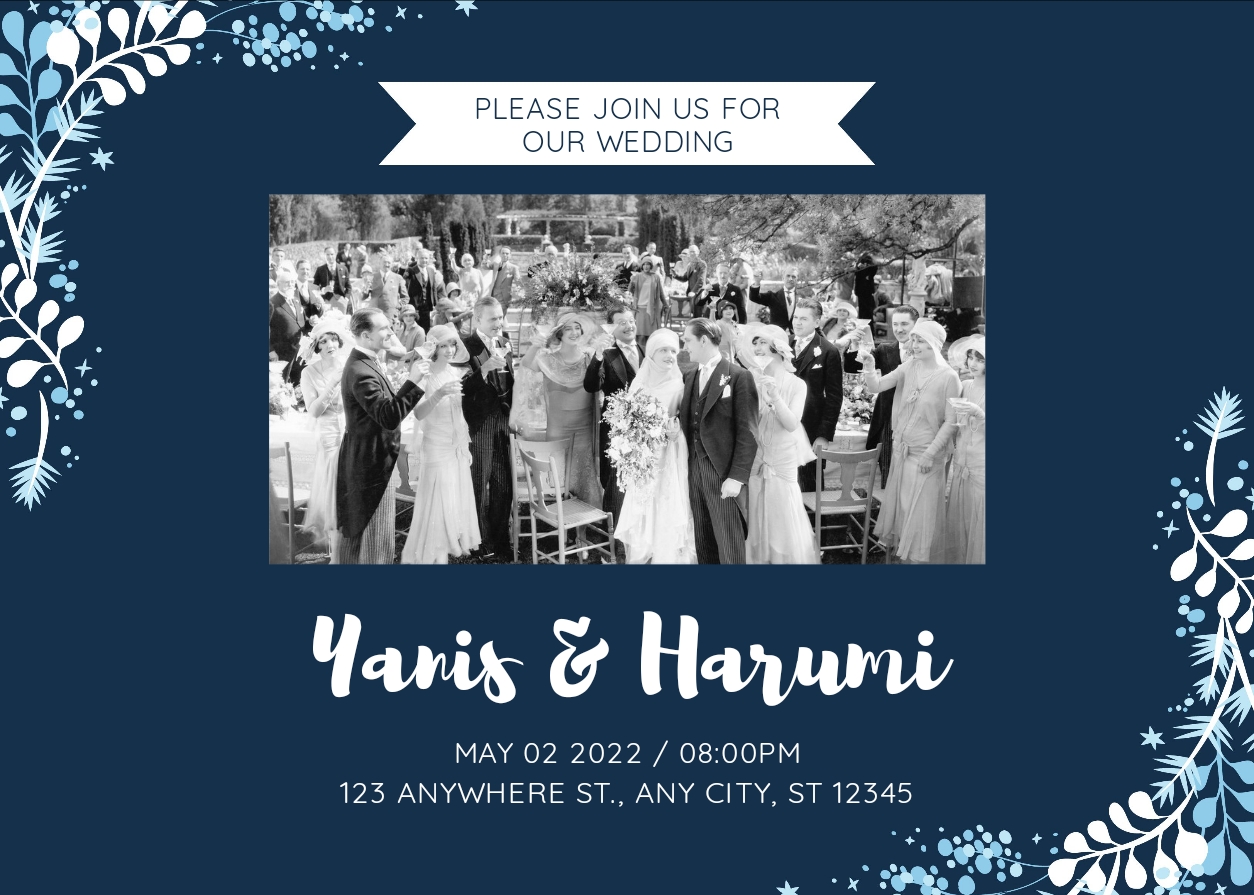 PLEASE JOIN US FOR
OUR WEDDING
Yanis & Harumi
MAY 02 2022 / 08:00PM
123 ANYWHERE ST., ANY CITY, ST 12345